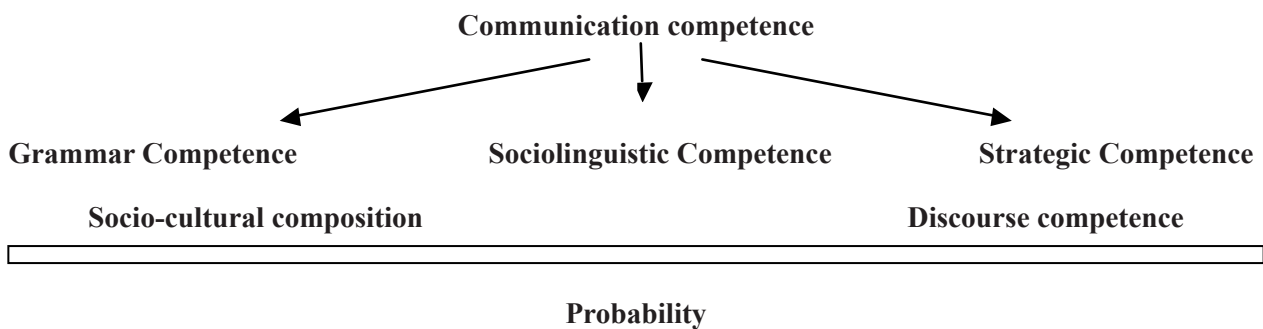 Communication competence
Grammar Competence Sociolinguistic Competence Strategic Competence
Socio-cultural composition Discourse competence
Probability